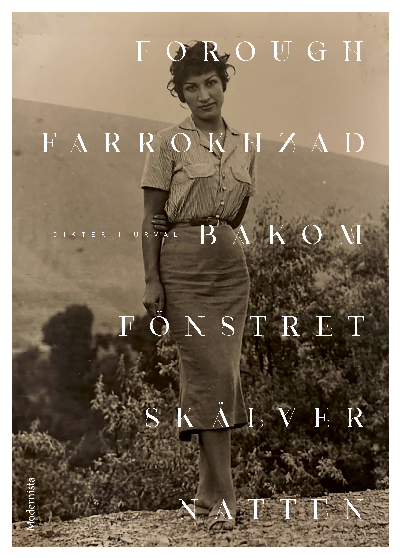 FOROUGH
FARROKHZAD
DIKTER I URVAL
BAKOM
FÖNSTRET
SKÄLVER
NATTEN
Modernista